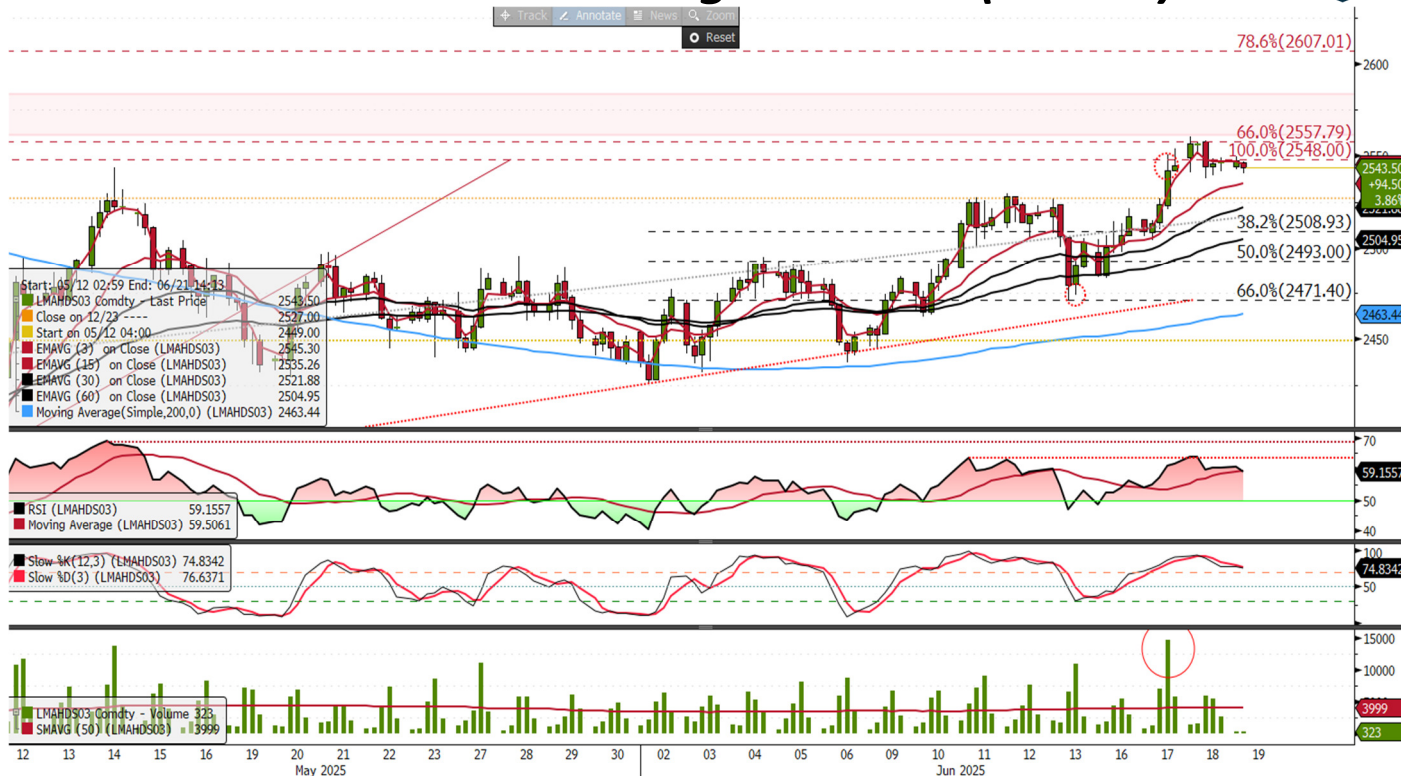 Track Annotate News Zoom
Reset
78.6%(2607.01)
2600
66.0%(2557.79)
100.0%(2548.00)
2550
2543.50
+94.50
3.86%
2521.88
38.2%(2508.93)
2504.95
2500
50.0%(2493.00)
66.0%(2471.40)
2463.44
2450
Start: 05/12 02:59 End: 06/21 14:13
LMAHDS03 Comdty - Last Price 2543.50
Close on 12/23 ---- 2527.00
Start on 05/12 04:00 2449.00
EMAVG (3) on Close (LMAHDS03) 2545.30
EMAVG (15) on Close (LMAHDS03) 2535.26
EMAVG (30) on Close (LMAHDS03) 2521.88
EMAVG (60) on Close (LMAHDS03) 2504.95
Moving Average(Simple,200,0) (LMAHDS03) 2463.44
70
59.1557
50
40
RSI (LMAHDS03) 59.1557
Moving Average (LMAHDS03) 59.5061
100
74.8342
50
Slow %K(12,3) (LMAHDS03) 74.8342
Slow %D(3) (LMAHDS03) 76.6371
15000
10000
3999
323
LMAHDS03 Comdty - Volume 323
SMAVG (50) (LMAHDS03) 3999
12 13 14 15 16 19 20 21 22 23 27 28 29 30 02 03 04 05 06 09 10 11 12 13 16 17 18 19
May 2025 Jun 2025